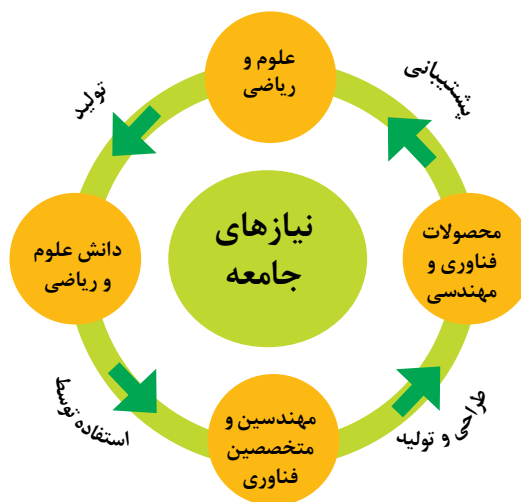 علوم و
ریاضی
تولید
دانش علوم
و ریاضی
استفاده توسط
مهندسین و
متخصصین
فناوری
طراحی و تولید
محصولات
فناوری و
مهندسی
پشتیبانی
نیازهای
جامعه